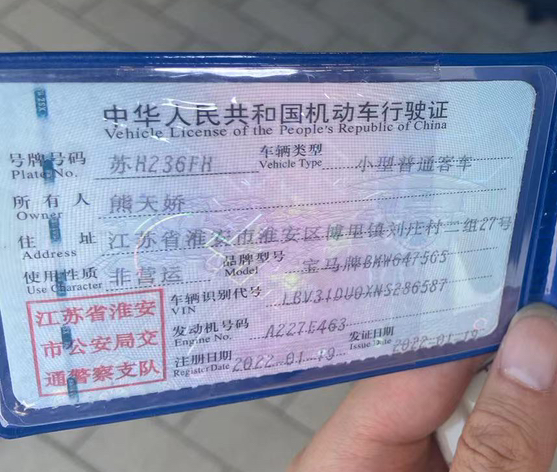 中华人民共和国机动车行驶证
Vehicle License of the People's Republic of China
号牌号码 苏H236FH 车辆类型 小型普通客车
Plate No. Vehicle Type
所有人 熊天娇
Owner
住址 江苏省淮安市淮安区博里镇刘庄村二组27号
Address
使用性质 非营运 品牌型号 宝马牌BMW6475G5
Use Character Model
江苏省淮安
市公安局交
通警察支队
车辆识别代号 LBV31DU0XNS286587
VIN
发动机号码 A227E463
Engine No.
注册日期 2022-01-19 发证日期 2022-01-19
Register Date Issue Date